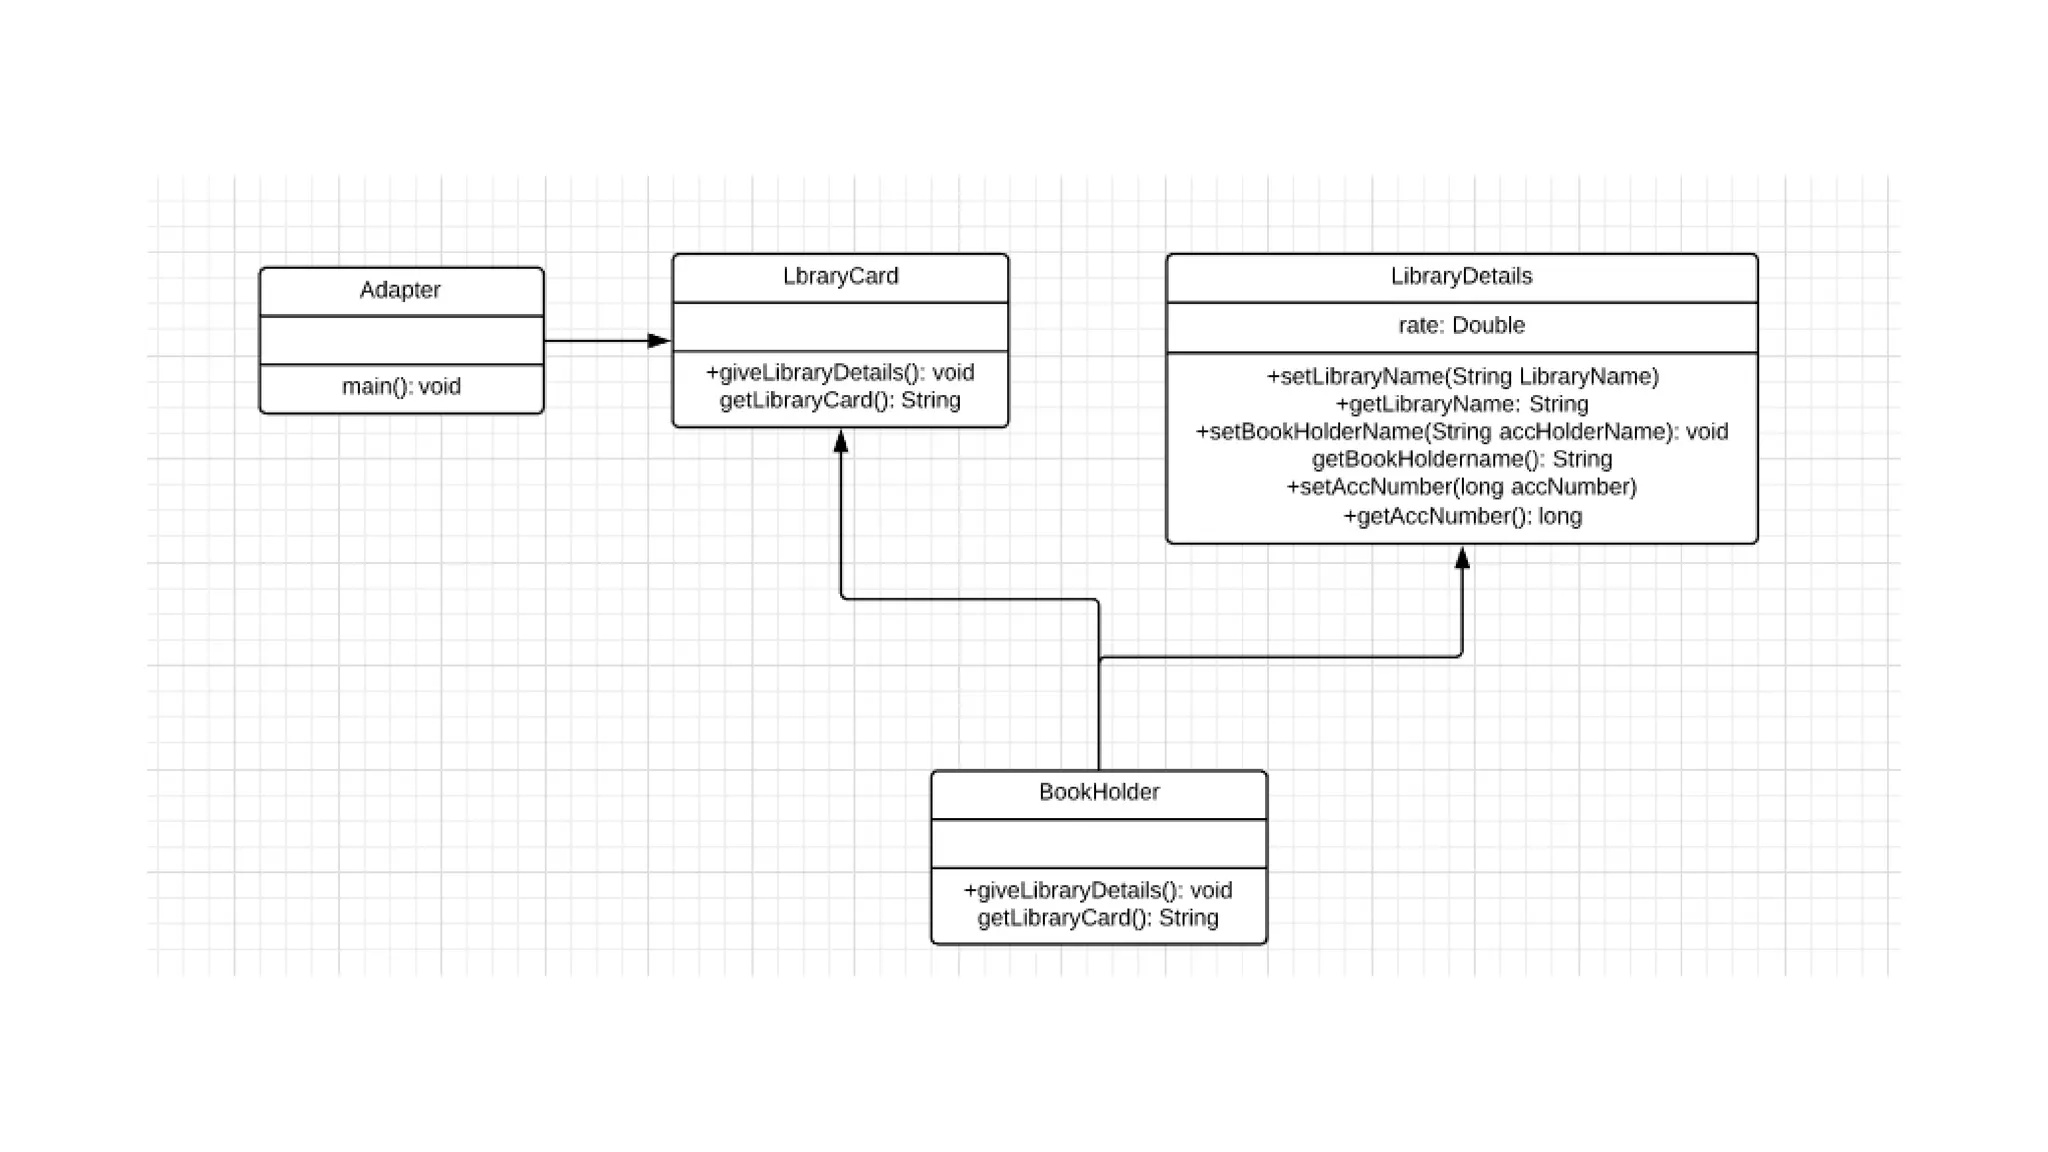 Adapter
main(): void
LbraryCard
+giveLibraryDetails(): void
getLibraryCard(): String
LibraryDetails
rate: Double
+setLibraryName(String LibraryName)
+getLibraryName: String
+setBookHolderName(String accHolderName): void
getBookHoldername(): String
+setAccNumber(long accNumber)
+getAccNumber(): long
BookHolder
+giveLibraryDetails(): void
getLibraryCard(): String